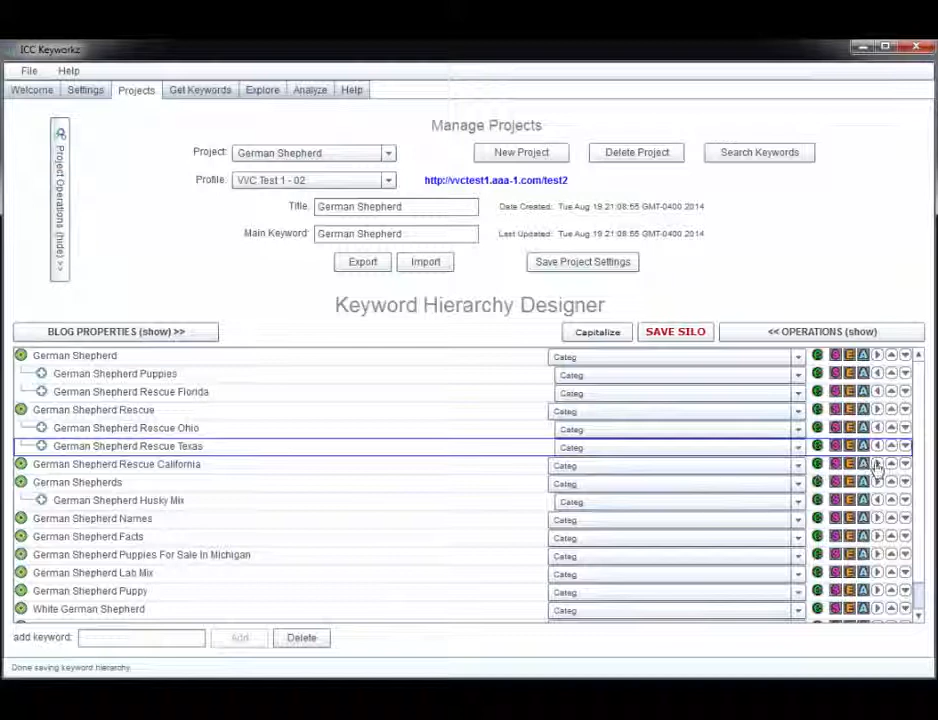 ICC Keyworkz
File Help
Welcome Settings Projects Get Keywords Explore Analyze Help
Manage Projects
Project Operations (hide) >>
Project: German Shepherd New Project Delete Project Search Keywords
Profile: VVC Test 1 - 02 http://vvctest1.aaa-1.com/test2
Title: German Shepherd Date Created: Tue Aug 19 21:08:55 GMT-0400 2014
Main Keyword: German Shepherd Last Updated: Tue Aug 19 21:08:55 GMT-0400 2014
Export Import Save Project Settings
Keyword Hierarchy Designer
BLOG PROPERTIES (show) >> Capitalize SAVE SILO << OPERATIONS (show)
German Shepherd Categ C S E A
German Shepherd Puppies Categ C S E A
German Shepherd Rescue Florida Categ C S E A
German Shepherd Rescue Categ C S E A
German Shepherd Rescue Ohio Categ C S E A
German Shepherd Rescue Texas Categ C S E A
German Shepherd Rescue California Categ C S E A
German Shepherds Categ C S E A
German Shepherd Husky Mix Categ C S E A
German Shepherd Names Categ C S E A
German Shepherd Facts Categ C S E A
German Shepherd Puppies For Sale In Michigan Categ C S E A
German Shepherd Lab Mix Categ C S E A
German Shepherd Puppy Categ C S E A
White German Shepherd Categ C S E A
add keyword: Add Delete
Done saving keyword hierarchy.